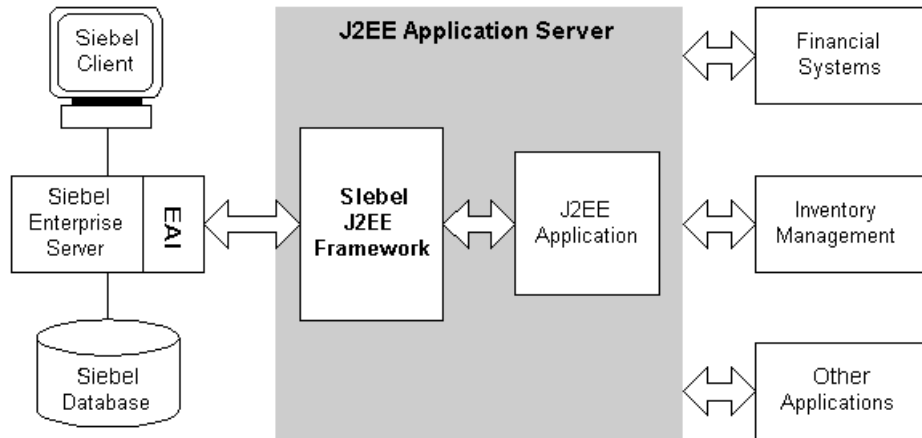 Siebel
Client
J2EE Application Server
Financial
Systems
Siebel
Enterprise
Server
EAI
SIebel
J2EE
Framework
J2EE
Application
Inventory
Management
Siebel
Database
Other
Applications